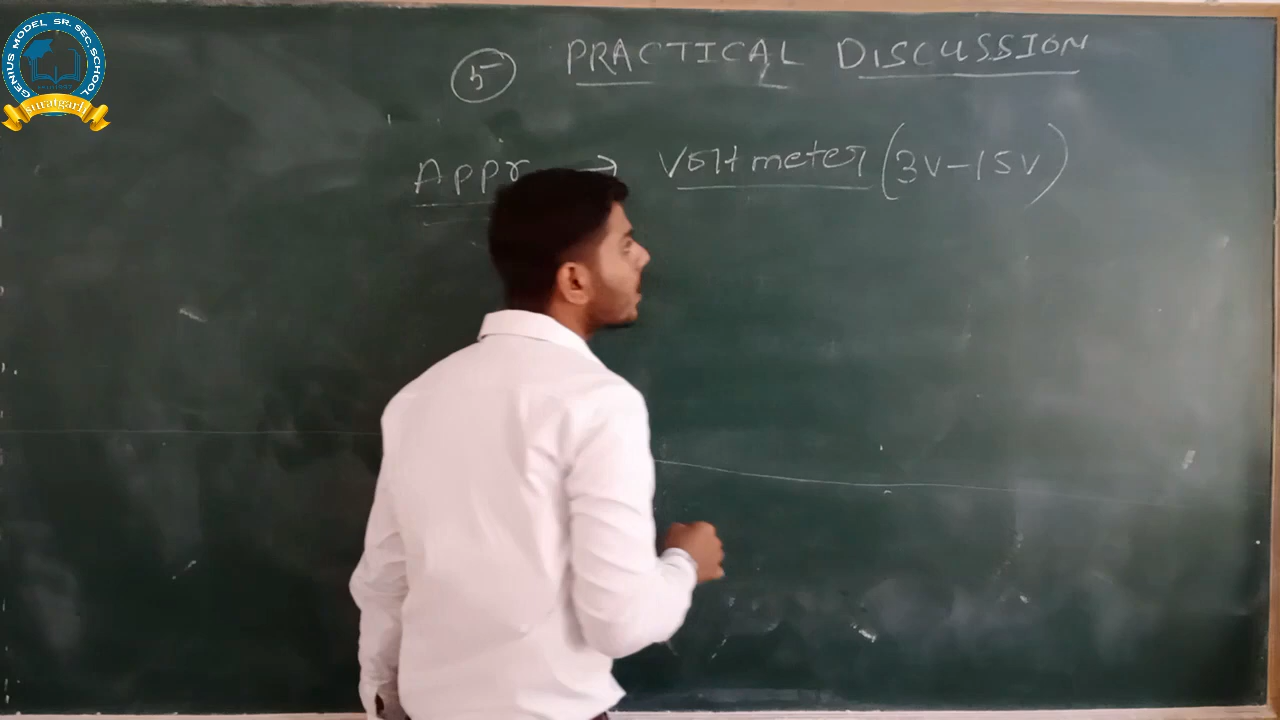 GENIUS MODEL SR. SEC. SCHOOL
suratgarh
5 PRACTICAL DISCUSSION
Appr → Voltmeter (3V-15V)